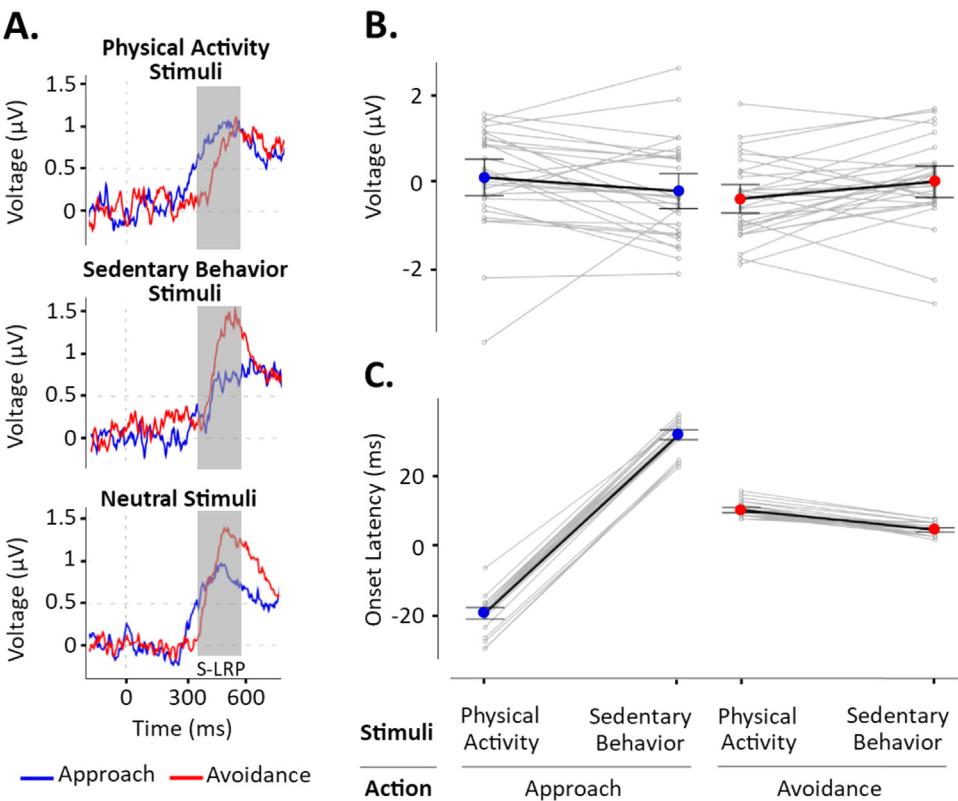 A.
Physical Activity
Stimuli
1.5
1
0.5
0
Voltage (µV)
Sedentary Behavior
Stimuli
1.5
1
0.5
0
Voltage (µV)
Neutral Stimuli
1.5
1
0.5
0
Voltage (µV)
S-LRP
0 300 600
Time (ms)
Approach Avoidance
B.
2
0
-2
Voltage (µV)
C.
20
0
-20
Onset Latency (ms)
Stimuli
Physical
Activity
Sedentary
Behavior
Physical
Activity
Sedentary
Behavior
Action Approach Avoidance